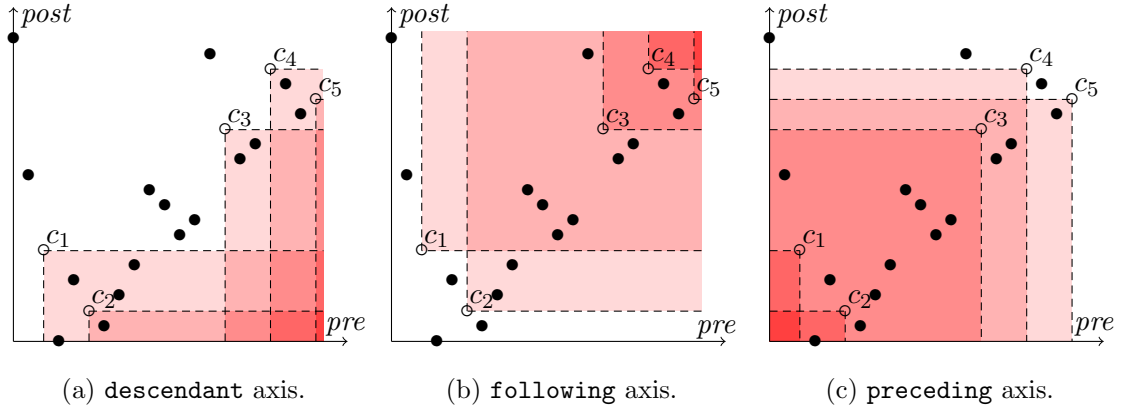 post post post
c4 c4 c4
c5 c5 c5
c3 c3 c3
c1 c1 c1
c2 c2 c2
pre pre pre
(a) descendant axis. (b) following axis. (c) preceding axis.